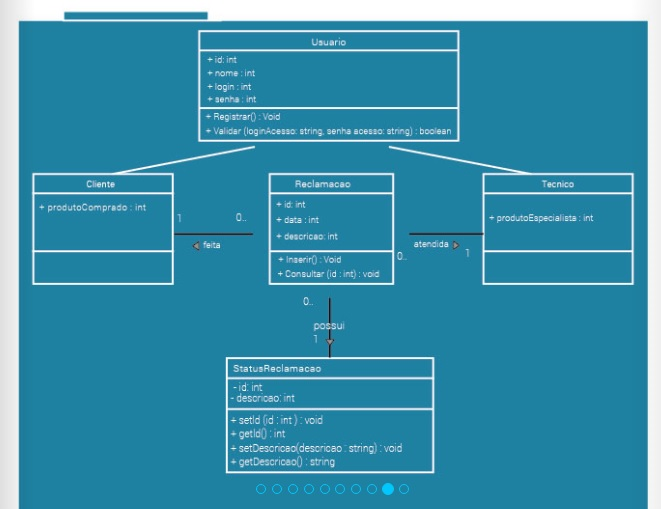 Usuario
+ id: int
+ nome : int
+ login : int
+ senha : int
+ Registrar() : Void
+ Validar (loginAcesso: string, senha acesso: string) : boolean
Cliente
+ produtoComprado : int
Reclamacao
+ id: int
+ data : int
+ descricao: int
+ Inserir() : Void
+ Consultar (id : int) : void
Tecnico
+ produtoEspecialista : int
1
0..
feita
0..
atendida
1
0..
possui
1
StatusReclamacao
- id: int
- descricao: int
+ setId (id : int ) : void
+ getId() : int
+ setDescricao(descricao : string) : void
+ getDescricao() : string